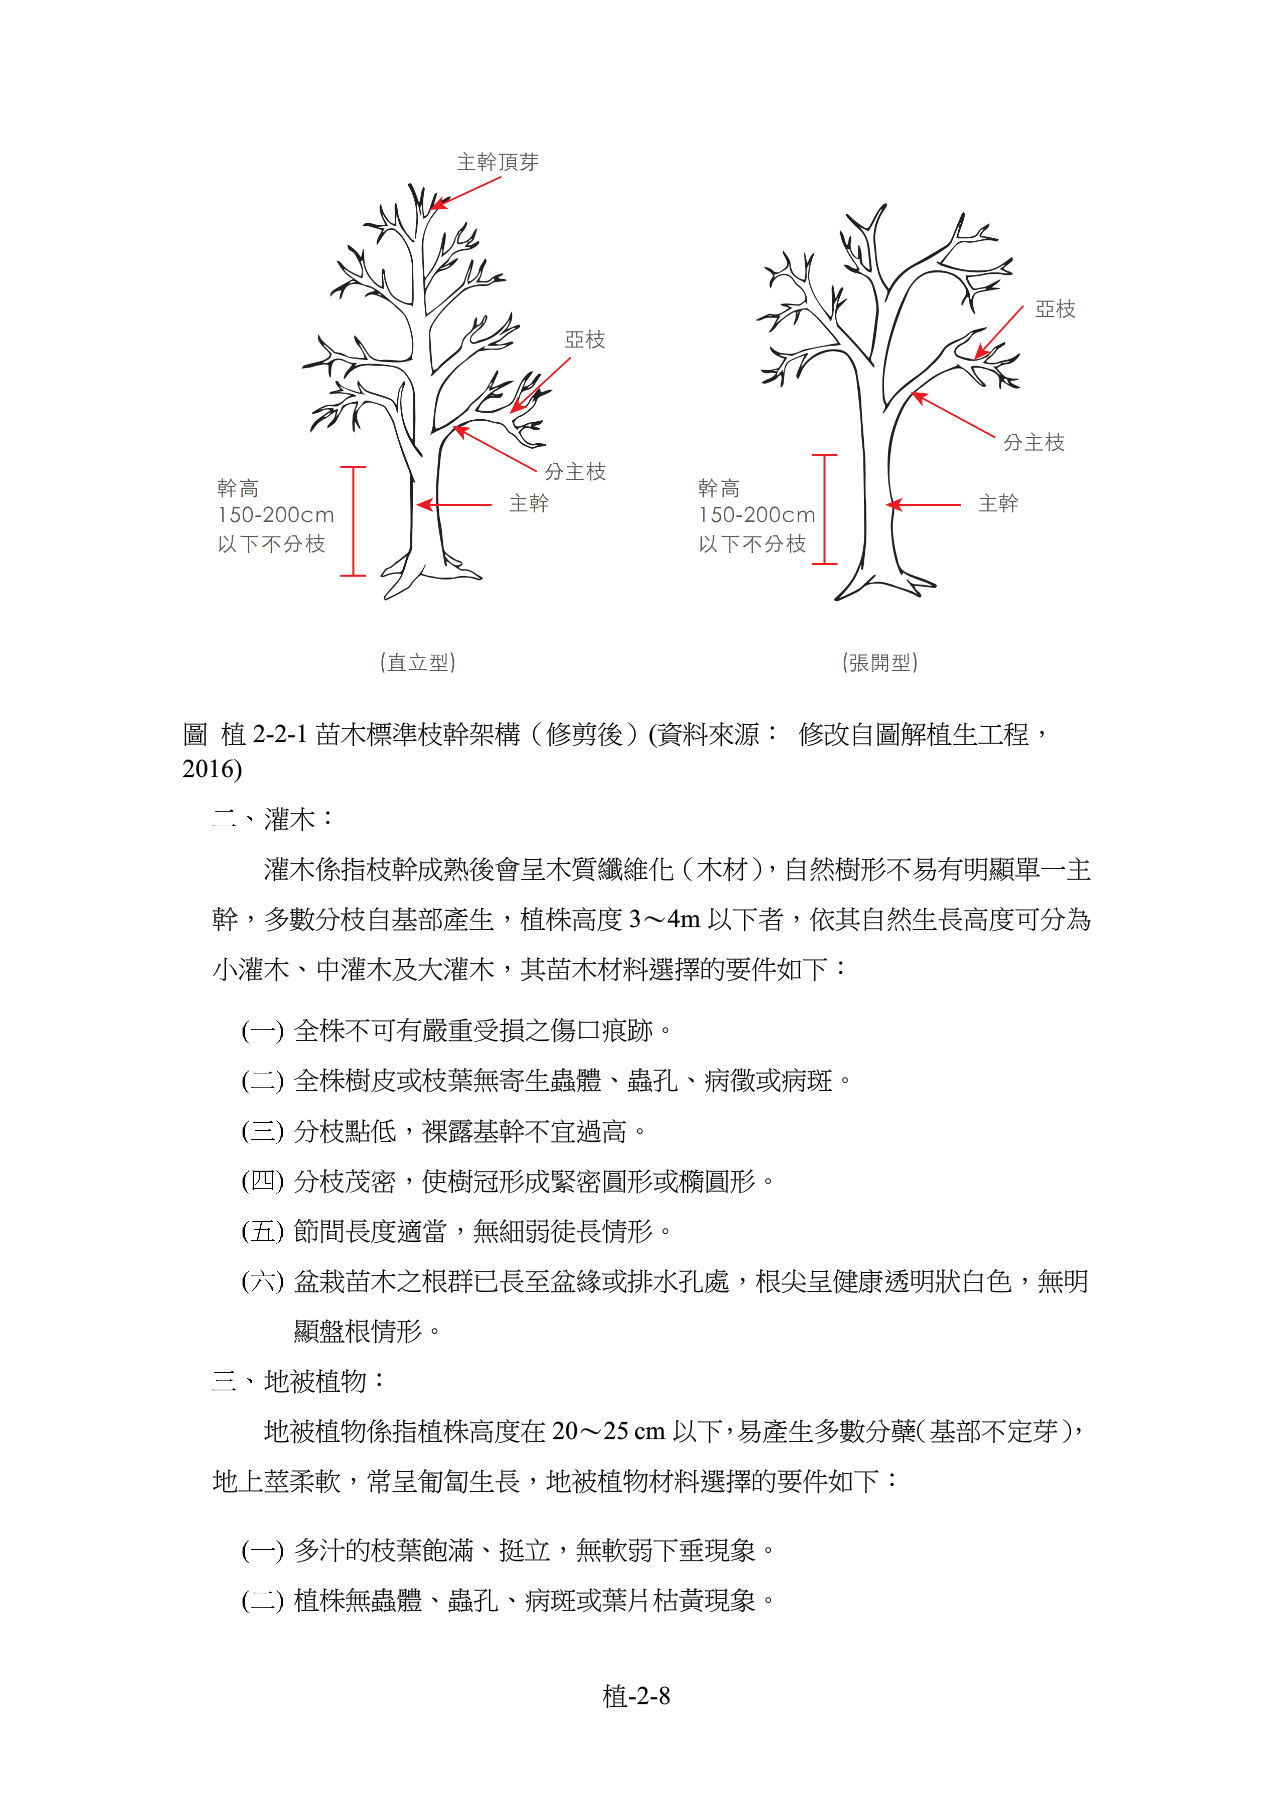 主幹頂芽
亞枝
分主枝
主幹
幹高
150-200cm
以下不分枝
(直立型)
亞枝
分主枝
主幹
幹高
150-200cm
以下不分枝
(張開型)
圖 植 2-2-1 苗木標準枝幹架構（修剪後）(資料來源： 修改自圖解植生工程，
2016)
二、灌木：
灌木係指枝幹成熟後會呈木質纖維化（木材），自然樹形不易有明顯單一主
幹，多數分枝自基部產生，植株高度 3～4m 以下者，依其自然生長高度可分為
小灌木、中灌木及大灌木，其苗木材料選擇的要件如下：
(一) 全株不可有嚴重受損之傷口痕跡。
(二) 全株樹皮或枝葉無寄生蟲體、蟲孔、病徵或病斑。
(三) 分枝點低，裸露基幹不宜過高。
(四) 分枝茂密，使樹冠形成緊密圓形或橢圓形。
(五) 節間長度適當，無細弱徒長情形。
(六) 盆栽苗木之根群已長至盆緣或排水孔處，根尖呈健康透明狀白色，無明
顯盤根情形。
三、地被植物：
地被植物係指植株高度在 20～25 cm 以下，易產生多數分蘗（基部不定芽），
地上莖柔軟，常呈匍匐生長，地被植物材料選擇的要件如下：
(一) 多汁的枝葉飽滿、挺立，無軟弱下垂現象。
(二) 植株無蟲體、蟲孔、病斑或葉片枯黃現象。
植-2-8